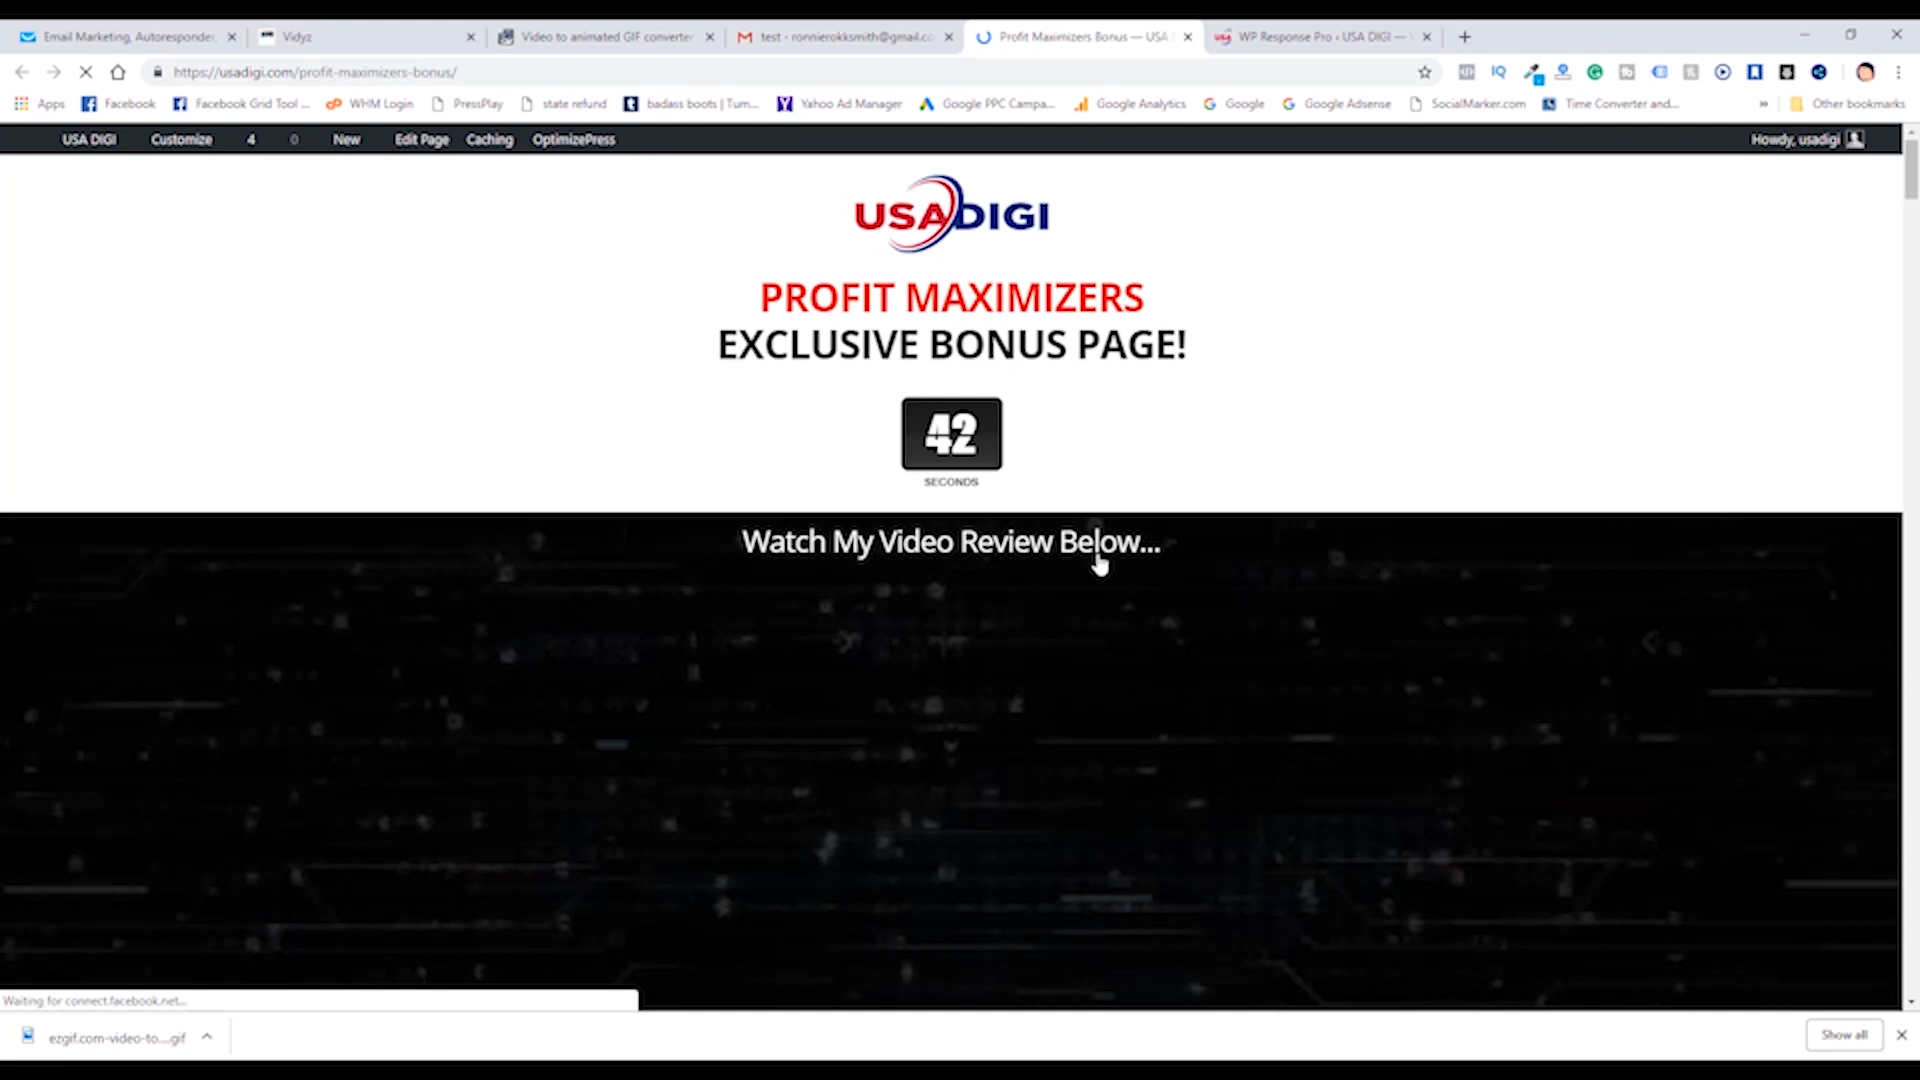 Email Marketing, Autoresponder
Vidyz
Video to animated GIF converter
test - ronnierokksmith@gmail.co
Profit Maximizers Bonus — USA
WP Response Pro ‹ USA DIGI —
https://usadigi.com/profit-maximizers-bonus/
Apps
Facebook
Facebook Grid Tool ...
WHM Login
PressPlay
state refund
badass boots | Tum...
Yahoo Ad Manager
Google PPC Campa...
Google Analytics
Google
Google Adsense
SocialMarker.com
Time Converter and...
Other bookmarks
USA DIGI
Customize
4
0
New
Edit Page
Caching
OptimizePress
Howdy, usadigi
USADIGI
PROFIT MAXIMIZERS
EXCLUSIVE BONUS PAGE!
42
SECONDS
Watch My Video Review Below...
Waiting for connect.facebook.net...
ezgif.com-video-to....gif
Show all